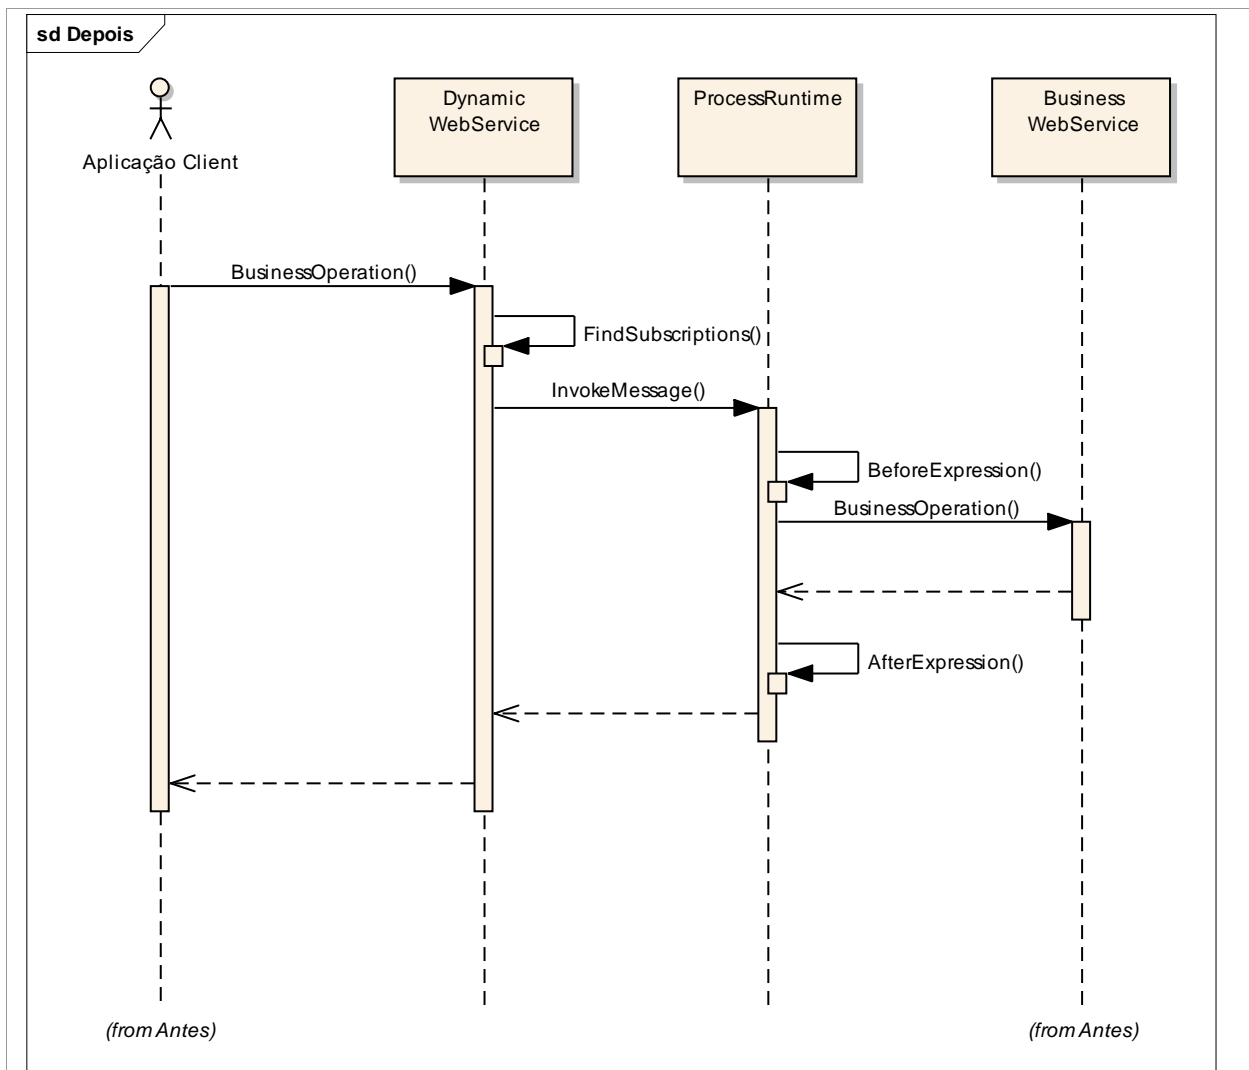 sd Depois
Aplicação Client
Dynamic
WebService
ProcessRuntime
Business
WebService
BusinessOperation()
FindSubscriptions()
InvokeMessage()
BeforeExpression()
BusinessOperation()
AfterExpression()
(from Antes)
(from Antes)